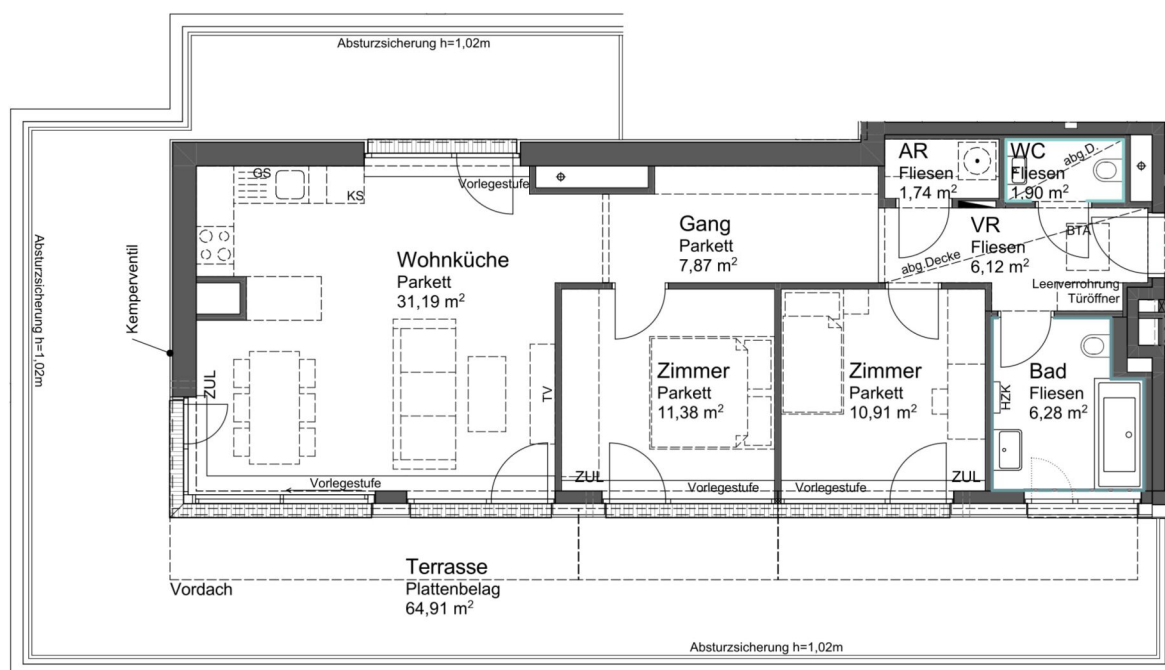 Absturzsicherung h=1,02m
AR
Fliesen
1,74 m²
WC
Fliesen
1,90 m²
abg.D.
GS
KS
Vorlegestufe
Gang
Parkett
7,87 m²
VR
Fliesen
6,12 m²
BTA
abg.Decke
Leerverrohrung
Türöffner
Wohnküche
Parkett
31,19 m²
Absturzsicherung h=1,02m
Kemperventil
ZUL
TV
Zimmer
Parkett
11,38 m²
Zimmer
Parkett
10,91 m²
Bad
Fliesen
6,28 m²
HZK
ZUL
ZUL
Vorlegestufe
Vorlegestufe
Vorlegestufe
Terrasse
Plattenbelag
64,91 m²
Vordach
Absturzsicherung h=1,02m